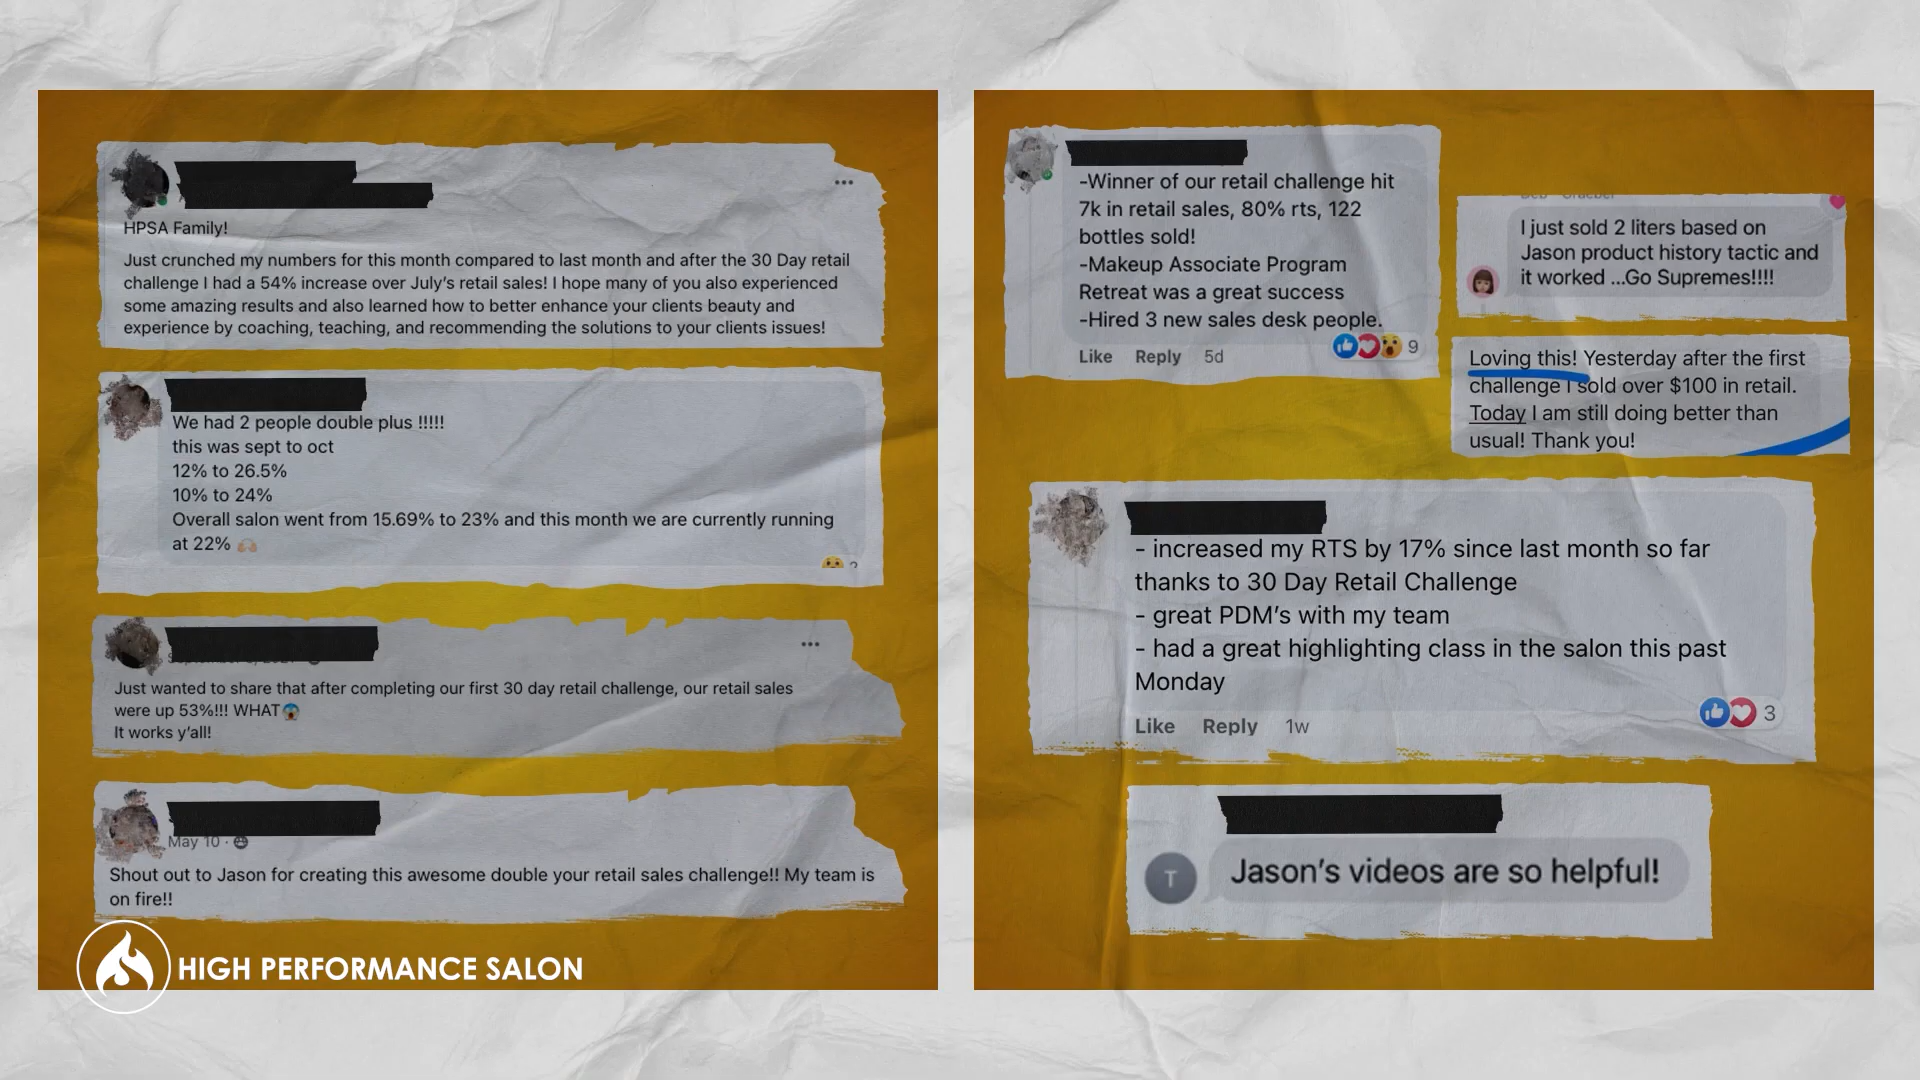 HPSA Family!
Just crunched my numbers for this month compared to last month and after the 30 Day retail
challenge I had a 54% increase over July's retail sales! I hope many of you also experienced
some amazing results and also learned how to better enhance your clients beauty and
experience by coaching, teaching, and recommending the solutions to your clients issues!
We had 2 people double plus !!!!!
this was sept to oct
12% to 26.5%
10% to 24%
Overall salon went from 15.69% to 23% and this month we are currently running
at 22% 🙌🏻
Just wanted to share that after completing our first 30 day retail challenge, our retail sales
were up 53%!!! WHAT😱
It works y'all!
May 10 ·
Shout out to Jason for creating this awesome double your retail sales challenge!! My team is
on fire!!
HIGH PERFORMANCE SALON
-Winner of our retail challenge hit
7k in retail sales, 80% rts, 122
bottles sold!
-Makeup Associate Program
Retreat was a great success
-Hired 3 new sales desk people.
Like Reply 5d 9
I just sold 2 liters based on
Jason product history tactic and
it worked ...Go Supremes!!!!
Loving this! Yesterday after the first
challenge I sold over $100 in retail.
Today I am still doing better than
usual! Thank you!
- increased my RTS by 17% since last month so far
thanks to 30 Day Retail Challenge
- great PDM's with my team
- had a great highlighting class in the salon this past
Monday
Like Reply 1w 3
T
Jason's videos are so helpful!